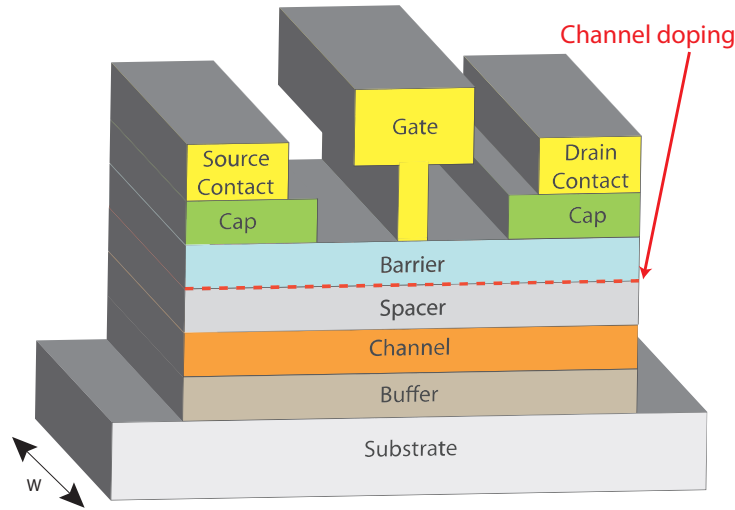 Channel doping
Gate
Source
Contact
Drain
Contact
Cap
Cap
Barrier
Spacer
Channel
Buffer
Substrate
W